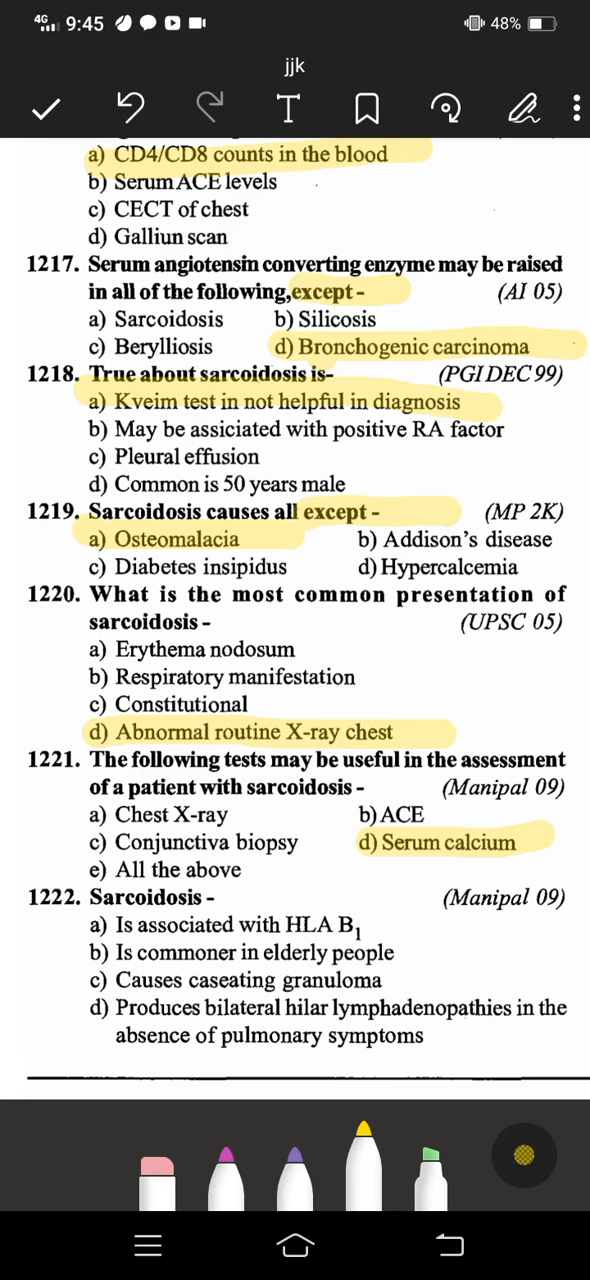 4G 9:45 48%
jjk
T
a) CD4/CD8 counts in the blood
b) Serum ACE levels
c) CECT of chest
d) Galliun scan
1217. Serum angiotensin converting enzyme may be raised
in all of the following,except - (AI 05)
a) Sarcoidosis b) Silicosis
c) Berylliosis d) Bronchogenic carcinoma
1218. True about sarcoidosis is- (PGI DEC 99)
a) Kveim test in not helpful in diagnosis
b) May be assiciated with positive RA factor
c) Pleural effusion
d) Common is 50 years male
1219. Sarcoidosis causes all except - (MP 2K)
a) Osteomalacia b) Addison's disease
c) Diabetes insipidus d) Hypercalcemia
1220. What is the most common presentation of
sarcoidosis - (UPSC 05)
a) Erythema nodosum
b) Respiratory manifestation
c) Constitutional
d) Abnormal routine X-ray chest
1221. The following tests may be useful in the assessment
of a patient with sarcoidosis - (Manipal 09)
a) Chest X-ray b) ACE
c) Conjunctiva biopsy d) Serum calcium
e) All the above
1222. Sarcoidosis - (Manipal 09)
a) Is associated with HLA B1
b) Is commoner in elderly people
c) Causes caseating granuloma
d) Produces bilateral hilar lymphadenopathies in the
absence of pulmonary symptoms